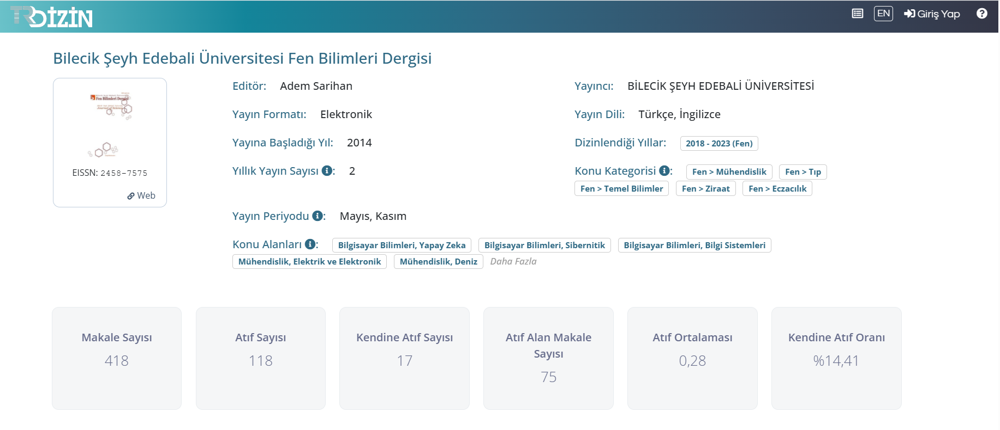 TRDİZİN
EN
Giriş Yap
Bilecik Şeyh Edebali Üniversitesi Fen Bilimleri Dergisi
Fen Bilimleri Dergisi
EISSN: 2458-7575
Web
Editör: Adem Sarihan
Yayıncı: BİLECİK ŞEYH EDEBALİ ÜNİVERSİTESİ
Yayın Formatı: Elektronik
Yayın Dili: Türkçe, İngilizce
Yayına Başladığı Yıl: 2014
Dizinlendiği Yıllar: 2018 - 2023 (Fen)
Yıllık Yayın Sayısı : 2
Konu Kategorisi : Fen > Mühendislik Fen > Tıp
Fen > Temel Bilimler Fen > Ziraat Fen > Eczacılık
Yayın Periyodu : Mayıs, Kasım
Konu Alanları : Bilgisayar Bilimleri, Yapay Zeka Bilgisayar Bilimleri, Sibernitik Bilgisayar Bilimleri, Bilgi Sistemleri
Mühendislik, Elektrik ve Elektronik Mühendislik, Deniz Daha Fazla
Makale Sayısı
418
Atıf Sayısı
118
Kendine Atıf Sayısı
17
Atıf Alan Makale
Sayısı
75
Atıf Ortalaması
0,28
Kendine Atıf Oranı
%14,41